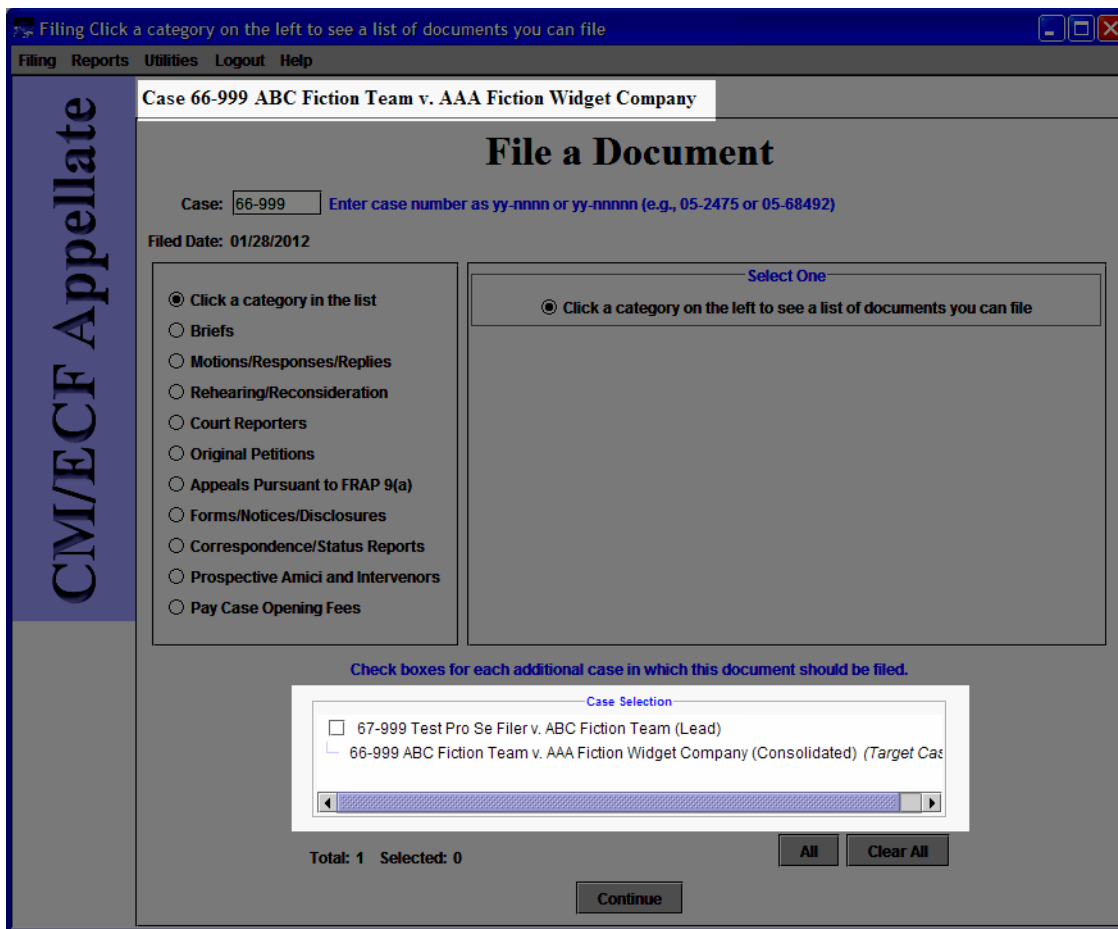 Filing Click a category on the left to see a list of documents you can file
Filing Reports Utilities Logout Help
CM/ECF Appellate
Case 66-999 ABC Fiction Team v. AAA Fiction Widget Company
File a Document
Case: 66-999 Enter case number as yy-nnnn or yy-nnnnn (e.g., 05-2475 or 05-68492)
Filed Date: 01/28/2012
Click a category in the list
Briefs
Motions/Responses/Replies
Rehearing/Reconsideration
Court Reporters
Original Petitions
Appeals Pursuant to FRAP 9(a)
Forms/Notices/Disclosures
Correspondence/Status Reports
Prospective Amici and Intervenors
Pay Case Opening Fees
Select One
Click a category on the left to see a list of documents you can file
Check boxes for each additional case in which this document should be filed.
Case Selection
67-999 Test Pro Se Filer v. ABC Fiction Team (Lead)
66-999 ABC Fiction Team v. AAA Fiction Widget Company (Consolidated) (Target Cas
Total: 1 Selected: 0
All Clear All
Continue